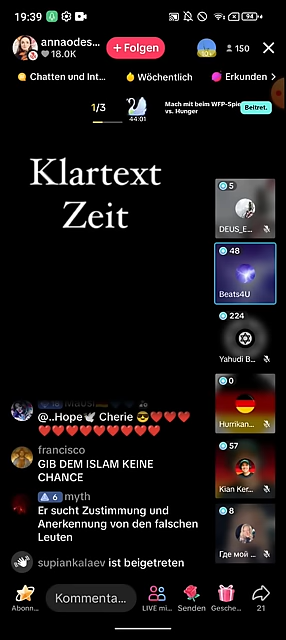 19:39
94
annaodes...
18.0K
+ Folgen
150
Chatten und Int...
Wöchentlich
Erkunden
1/3
44:01
Mach mit beim WFP-Spie
vs. Hunger
Beitret.
Klartext
Zeit
5
DEUS_E...
48
Beats4U
224
Yahudi B...
0
Hurrikan...
57
Kian Ker...
8
Где мой ...
@..Hope🕊 Cherie 😎❤❤❤
❤❤❤❤❤❤❤❤❤❤
francisco
GIB DEM ISLAM KEINE
CHANCE
6 myth
Er sucht Zustimmung und
Anerkennung von den falschen
Leuten
supiankalaev ist beigetreten
Abonn...
Kommenta...
LIVE mi...
Senden
Gesche...
21